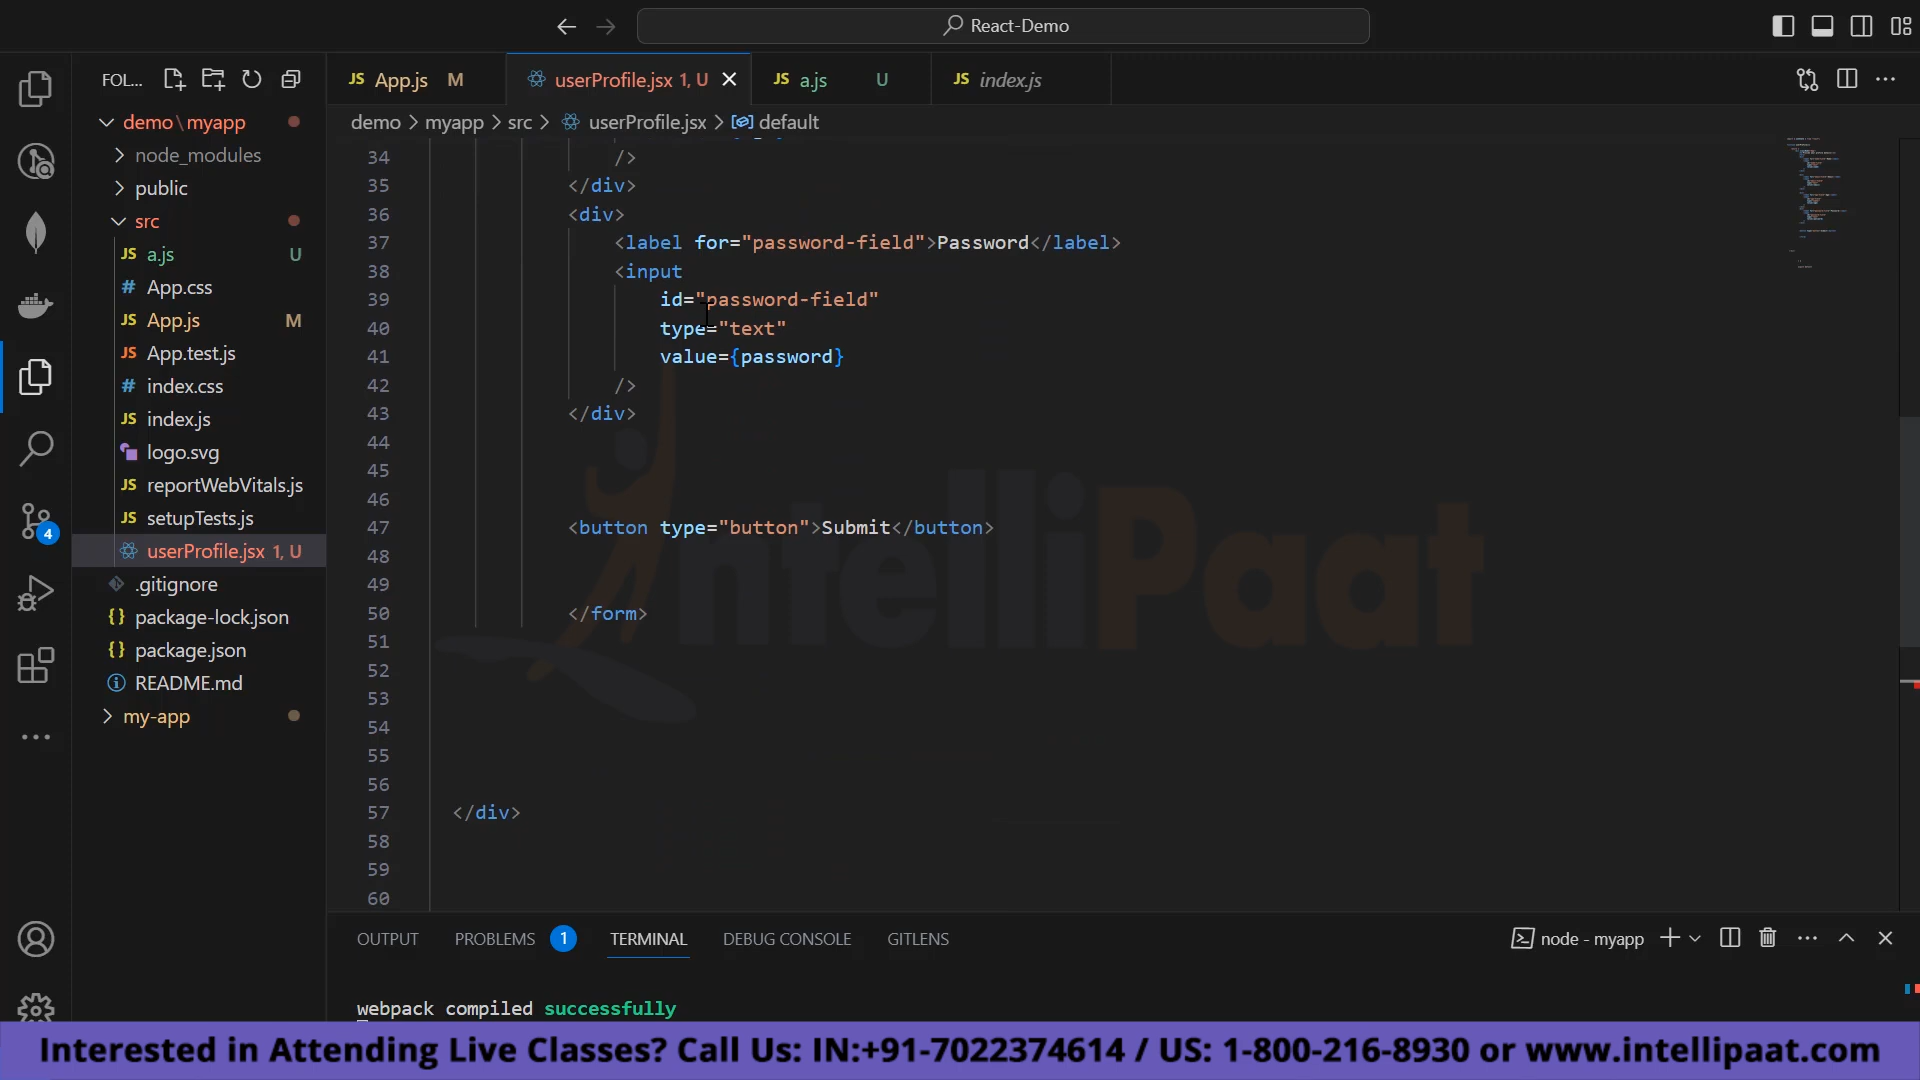 React-Demo
FOL...
JS App.js M
userProfile.jsx 1, U
JS a.js U
JS index.js
demo > myapp > src > userProfile.jsx > default
demo\myapp
node_modules
public
src
JS a.js U
# App.css
JS App.js M
JS App.test.js
# index.css
JS index.js
logo.svg
JS reportWebVitals.js
JS setupTests.js
userProfile.jsx 1, U
.gitignore
{} package-lock.json
{} package.json
README.md
my-app
4
34 />
35 </div>
36 <div>
37 <label for="password-field">Password</label>
38 <input
39 id="password-field"
40 type="text"
41 value={password}
42 />
43 </div>
44
45
46
47 <button type="button">Submit</button>
48
49
50 </form>
51
52
53
54
55
56
57 </div>
58
59
60
IntelliPaat
OUTPUT PROBLEMS 1 TERMINAL DEBUG CONSOLE GITLENS
node - myapp
webpack compiled successfully
Interested in Attending Live Classes? Call Us: IN:+91-7022374614 / US: 1-800-216-8930 or www.intellipaat.com